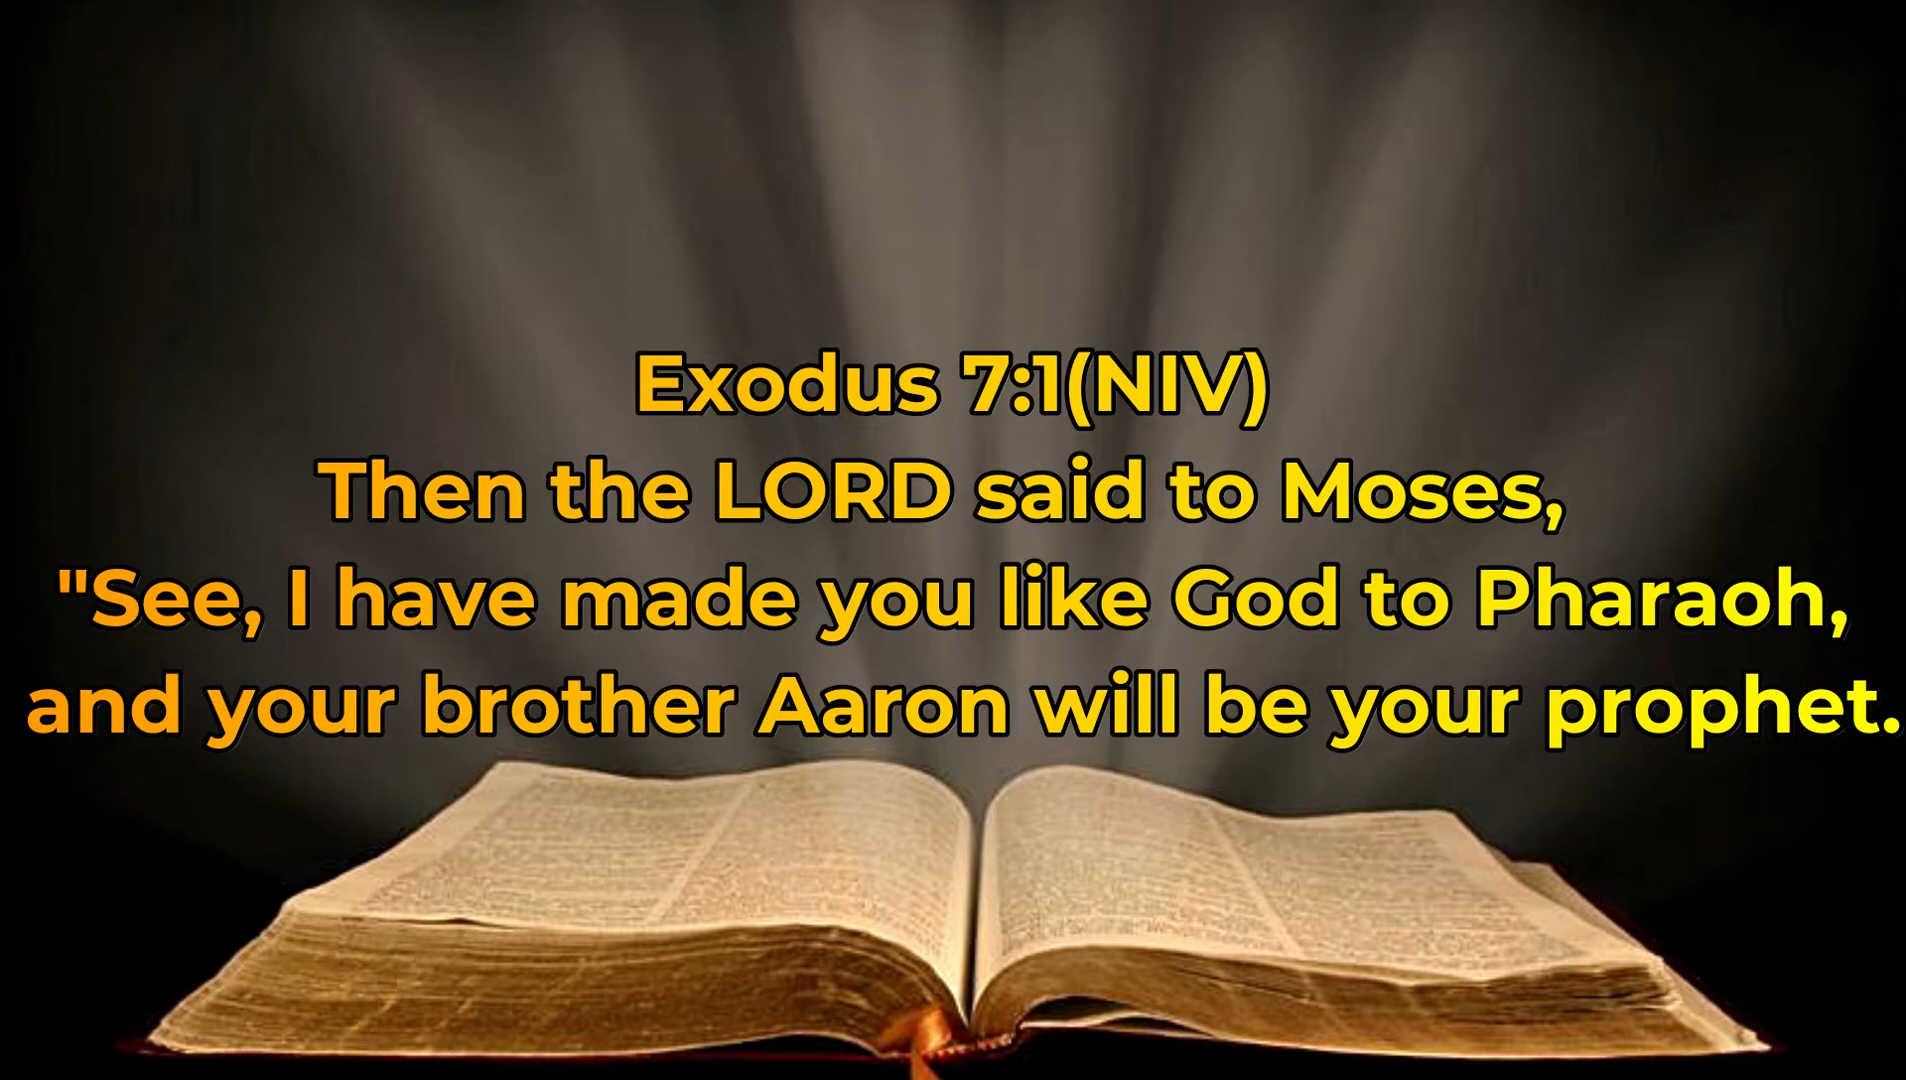 Exodus 7:1(NIV)
Then the LORD said to Moses,
"See, I have made you like God to Pharaoh,
and your brother Aaron will be your prophet.